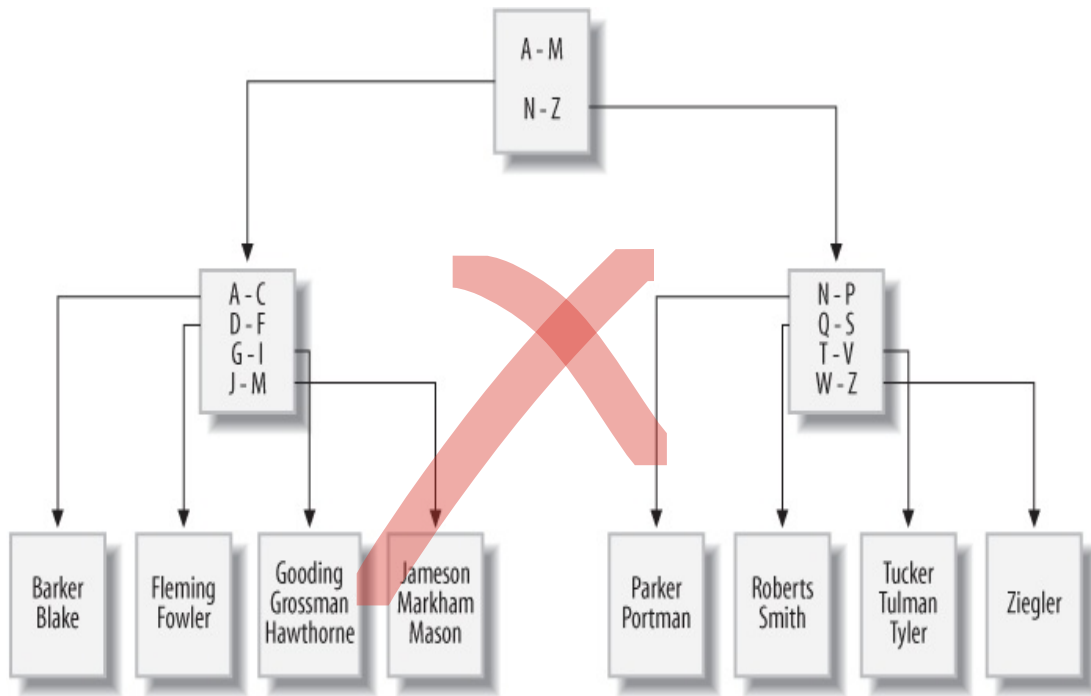 A - M
N - Z
A - C
D - F
G - I
J - M
N - P
Q - S
T - V
W - Z
Barker
Blake
Fleming
Fowler
Gooding
Grossman
Hawthorne
Jameson
Markham
Mason
Parker
Portman
Roberts
Smith
Tucker
Tulman
Tyler
Ziegler